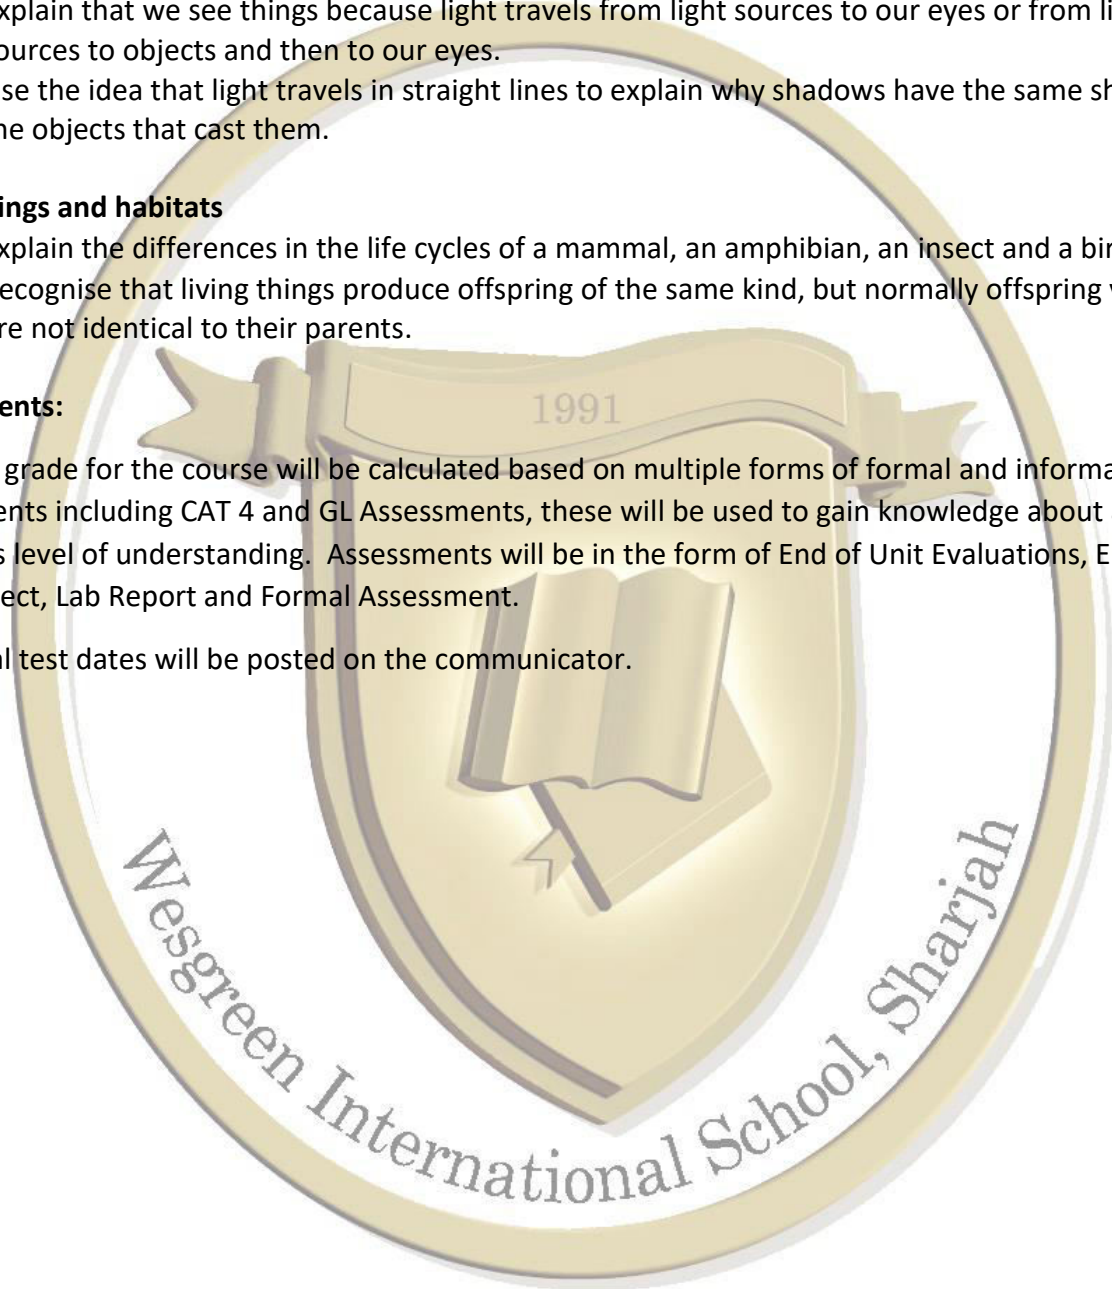 xplain that we see things because light travels from light sources to our eyes or from li
ources to objects and then to our eyes.
se the idea that light travels in straight lines to explain why shadows have the same sh
he objects that cast them.
ings and habitats
xplain the differences in the life cycles of a mammal, an amphibian, an insect and a bir
ecognise that living things produce offspring of the same kind, but normally offspring v
re not identical to their parents.
1991
ents:
grade for the course will be calculated based on multiple forms of formal and informa
ents including CAT 4 and GL Assessments, these will be used to gain knowledge about a
s level of understanding.  Assessments will be in the form of End of Unit Evaluations, E
ect, Lab Report and Formal Assessment.
al test dates will be posted on the communicator.
Wesgreen International School, Sharjah